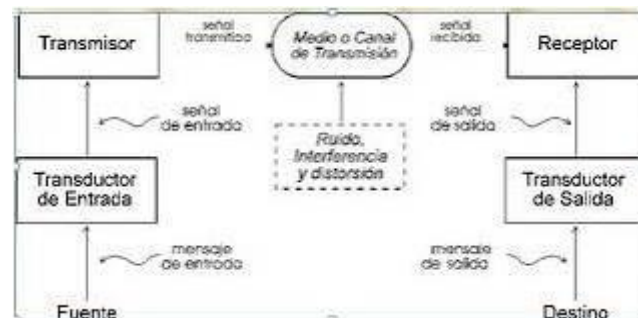 Transmisor
señal
transmitida
Medio o Canal
de Transmisión
señal
recibida
Receptor
señal
de entrada
Ruido,
Interferencia
y distorsión
señal
de salida
Transductor
de Entrada
Transductor
de Salida
mensaje
de entrada
mensaje
de salida
Fuente
Destino